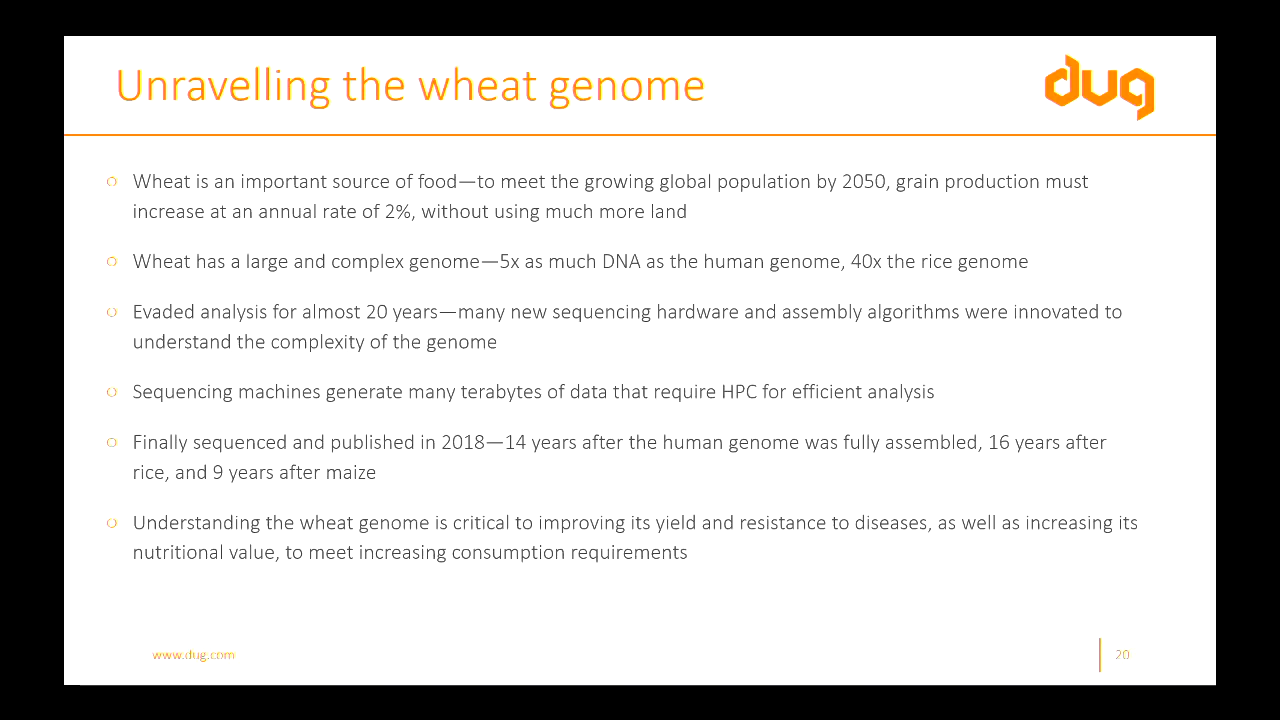 Unravelling the wheat genome
dug
Wheat is an important source of food—to meet the growing global population by 2050, grain production must
increase at an annual rate of 2%, without using much more land
Wheat has a large and complex genome—5x as much DNA as the human genome, 40x the rice genome
Evaded analysis for almost 20 years—many new sequencing hardware and assembly algorithms were innovated to
understand the complexity of the genome
Sequencing machines generate many terabytes of data that require HPC for efficient analysis
Finally sequenced and published in 2018—14 years after the human genome was fully assembled, 16 years after
rice, and 9 years after maize
Understanding the wheat genome is critical to improving its yield and resistance to diseases, as well as increasing its
nutritional value, to meet increasing consumption requirements
www.dug.com
20